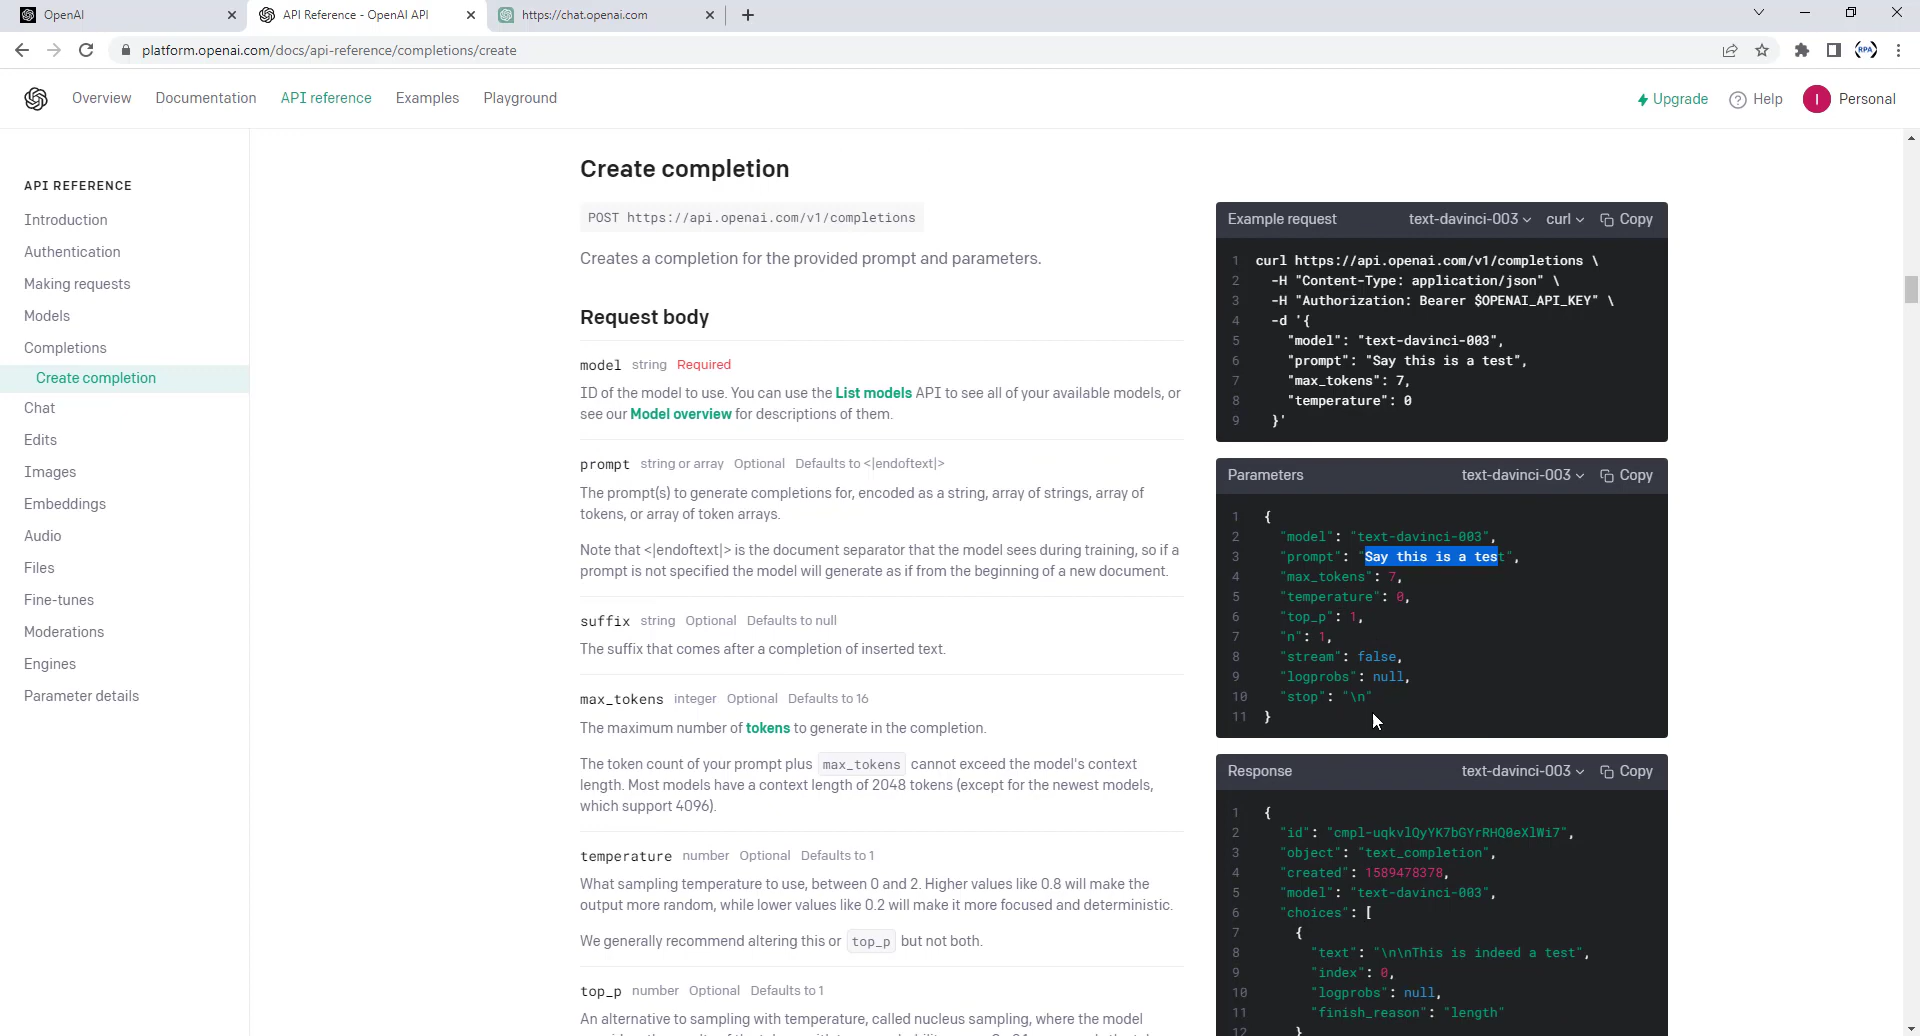 OpenAI
API Reference - OpenAI API
https://chat.openai.com
platform.openai.com/docs/api-reference/completions/create
RPA
Overview
Documentation
API reference
Examples
Playground
Upgrade
Help
I
Personal
API REFERENCE
Introduction
Authentication
Making requests
Models
Completions
Create completion
Chat
Edits
Images
Embeddings
Audio
Files
Fine-tunes
Moderations
Engines
Parameter details
Create completion
POST https://api.openai.com/v1/completions
Creates a completion for the provided prompt and parameters.
Request body
model string Required
ID of the model to use. You can use the List models API to see all of your available models, or
see our Model overview for descriptions of them.
prompt string or array Optional Defaults to <|endoftext|>
The prompt(s) to generate completions for, encoded as a string, array of strings, array of
tokens, or array of token arrays.
Note that <|endoftext|> is the document separator that the model sees during training, so if a
prompt is not specified the model will generate as if from the beginning of a new document.
suffix string Optional Defaults to null
The suffix that comes after a completion of inserted text.
max_tokens integer Optional Defaults to 16
The maximum number of tokens to generate in the completion.
The token count of your prompt plus max_tokens cannot exceed the model's context
length. Most models have a context length of 2048 tokens (except for the newest models,
which support 4096).
temperature number Optional Defaults to 1
What sampling temperature to use, between 0 and 2. Higher values like 0.8 will make the
output more random, while lower values like 0.2 will make it more focused and deterministic.
We generally recommend altering this or top_p but not both.
top_p number Optional Defaults to 1
An alternative to sampling with temperature, called nucleus sampling, where the model
Example request text-davinci-003 curl Copy
1 curl https://api.openai.com/v1/completions \
2 -H "Content-Type: application/json" \
3 -H "Authorization: Bearer $OPENAI_API_KEY" \
4 -d '{
5 "model": "text-davinci-003",
6 "prompt": "Say this is a test",
7 "max_tokens": 7,
8 "temperature": 0
9 }'
Parameters text-davinci-003 Copy
1 {
2 "model": "text-davinci-003",
3 "prompt": "Say this is a test",
4 "max_tokens": 7,
5 "temperature": 0,
6 "top_p": 1,
7 "n": 1,
8 "stream": false,
9 "logprobs": null,
10 "stop": "\n"
11 }
Response text-davinci-003 Copy
1 {
2 "id": "cmpl-uqkvlQyYK7bGYrRHQ0eXlWi7",
3 "object": "text_completion",
4 "created": 1589478378,
5 "model": "text-davinci-003",
6 "choices": [
7 {
8 "text": "\n\nThis is indeed a test",
9 "index": 0,
10 "logprobs": null,
11 "finish_reason": "length"
12 }